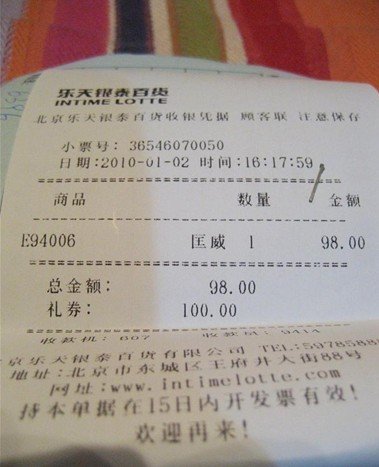 乐天银泰百货
INTIME LOTTE
北京乐天银泰百货收银凭据 顾客联 注意保存
小票号: 36546070050
日期:2010-01-02 时间:16:17:59
商品 数量 金额
E94006 匡威 1 98.00
总金额: 98.00
礼券: 100.00
收款机: 607 收款员: 9414
京乐天银泰百货有限公司 TEL:59785888
地址:北京市东城区王府井大街88号
网址:www.intimelotte.com
持本单据在15日内开发票有效!
欢迎再来!